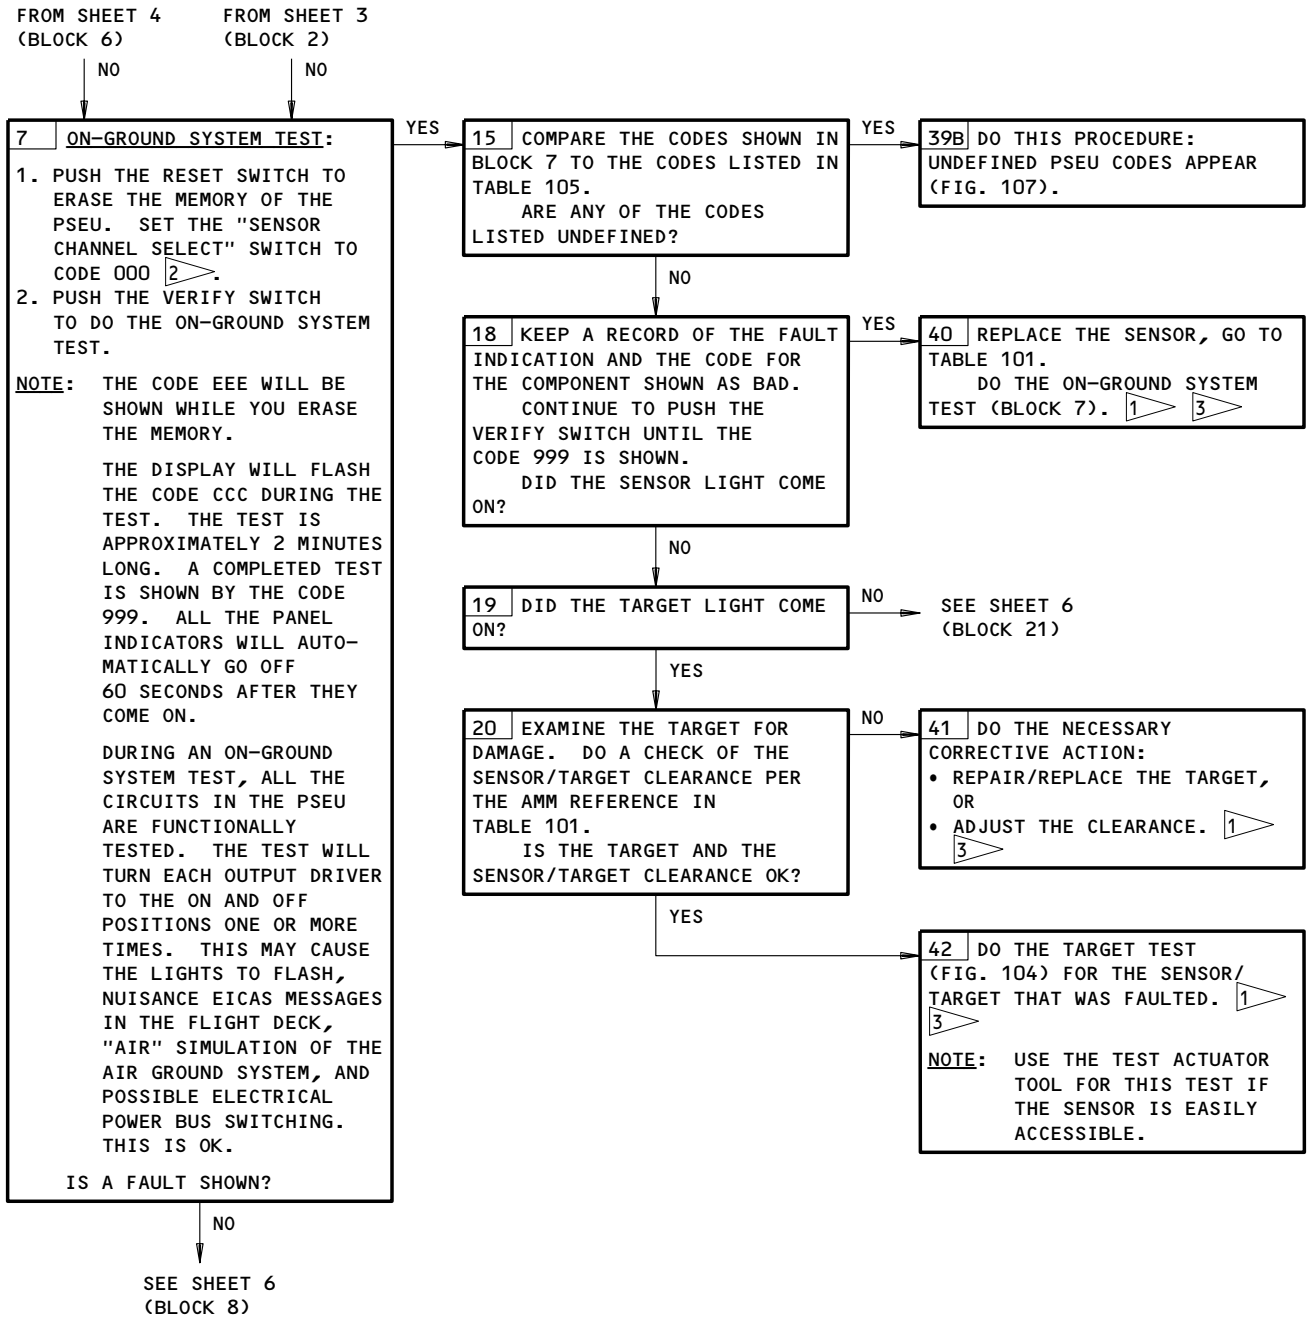 FROM SHEET 4
(BLOCK 6)
FROM SHEET 3
(BLOCK 2)
NO
NO
7 ON-GROUND SYSTEM TEST:
1. PUSH THE RESET SWITCH TO
ERASE THE MEMORY OF THE
PSEU. SET THE "SENSOR
CHANNEL SELECT" SWITCH TO
CODE 000 2.
2. PUSH THE VERIFY SWITCH
TO DO THE ON-GROUND SYSTEM
TEST.
NOTE: THE CODE EEE WILL BE
SHOWN WHILE YOU ERASE
THE MEMORY.
THE DISPLAY WILL FLASH
THE CODE CCC DURING THE
TEST. THE TEST IS
APPROXIMATELY 2 MINUTES
LONG. A COMPLETED TEST
IS SHOWN BY THE CODE
999. ALL THE PANEL
INDICATORS WILL AUTO-
MATICALLY GO OFF
60 SECONDS AFTER THEY
COME ON.
DURING AN ON-GROUND
SYSTEM TEST, ALL THE
CIRCUITS IN THE PSEU
ARE FUNCTIONALLY
TESTED. THE TEST WILL
TURN EACH OUTPUT DRIVER
TO THE ON AND OFF
POSITIONS ONE OR MORE
TIMES. THIS MAY CAUSE
THE LIGHTS TO FLASH,
NUISANCE EICAS MESSAGES
IN THE FLIGHT DECK,
"AIR" SIMULATION OF THE
AIR GROUND SYSTEM, AND
POSSIBLE ELECTRICAL
POWER BUS SWITCHING.
THIS IS OK.
IS A FAULT SHOWN?
NO
SEE SHEET 6
(BLOCK 8)
YES
15 COMPARE THE CODES SHOWN IN
BLOCK 7 TO THE CODES LISTED IN
TABLE 105.
ARE ANY OF THE CODES
LISTED UNDEFINED?
YES
39B DO THIS PROCEDURE:
UNDEFINED PSEU CODES APPEAR
(FIG. 107).
NO
18 KEEP A RECORD OF THE FAULT
INDICATION AND THE CODE FOR
THE COMPONENT SHOWN AS BAD.
CONTINUE TO PUSH THE
VERIFY SWITCH UNTIL THE
CODE 999 IS SHOWN.
DID THE SENSOR LIGHT COME
ON?
YES
40 REPLACE THE SENSOR, GO TO
TABLE 101.
DO THE ON-GROUND SYSTEM
TEST (BLOCK 7). 1 3
NO
19 DID THE TARGET LIGHT COME
ON?
NO
SEE SHEET 6
(BLOCK 21)
YES
20 EXAMINE THE TARGET FOR
DAMAGE. DO A CHECK OF THE
SENSOR/TARGET CLEARANCE PER
THE AMM REFERENCE IN
TABLE 101.
IS THE TARGET AND THE
SENSOR/TARGET CLEARANCE OK?
NO
41 DO THE NECESSARY
CORRECTIVE ACTION:
• REPAIR/REPLACE THE TARGET,
OR
• ADJUST THE CLEARANCE. 1
3
YES
42 DO THE TARGET TEST
(FIG. 104) FOR THE SENSOR/
TARGET THAT WAS FAULTED. 1
3
NOTE: USE THE TEST ACTUATOR
TOOL FOR THIS TEST IF
THE SENSOR IS EASILY
ACCESSIBLE.